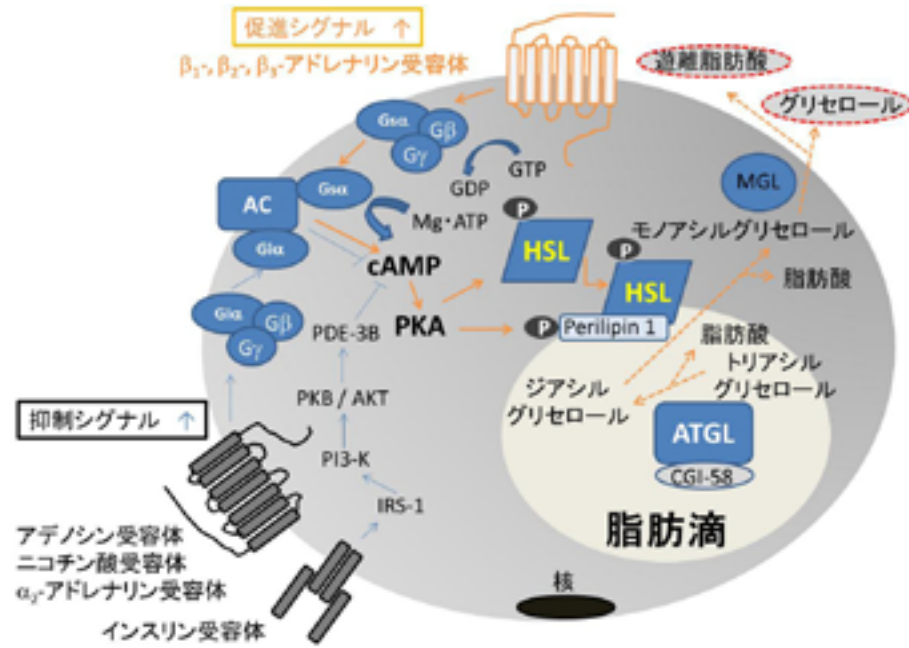 促進シグナル ↑
β₁-, β₂-, β₃-アドレナリン受容体
遊離脂肪酸
グリセロール
Gsα
Gβ
Gγ
GTP
GDP
MGL
AC
Gsα
Mg・ATP
P
モノアシルグリセロール
Giα
cAMP
HSL
P
脂肪酸
HSL
Giα
Gβ
Gγ
PDE-3B
PKA
P
Perilipin 1
脂肪酸
トリアシル
グリセロール
ジアシル
グリセロール
PKB / AKT
抑制シグナル ↑
ATGL
CGI-58
PI3-K
IRS-1
脂肪滴
アデノシン受容体
ニコチン酸受容体
α₂-アドレナリン受容体
核
インスリン受容体